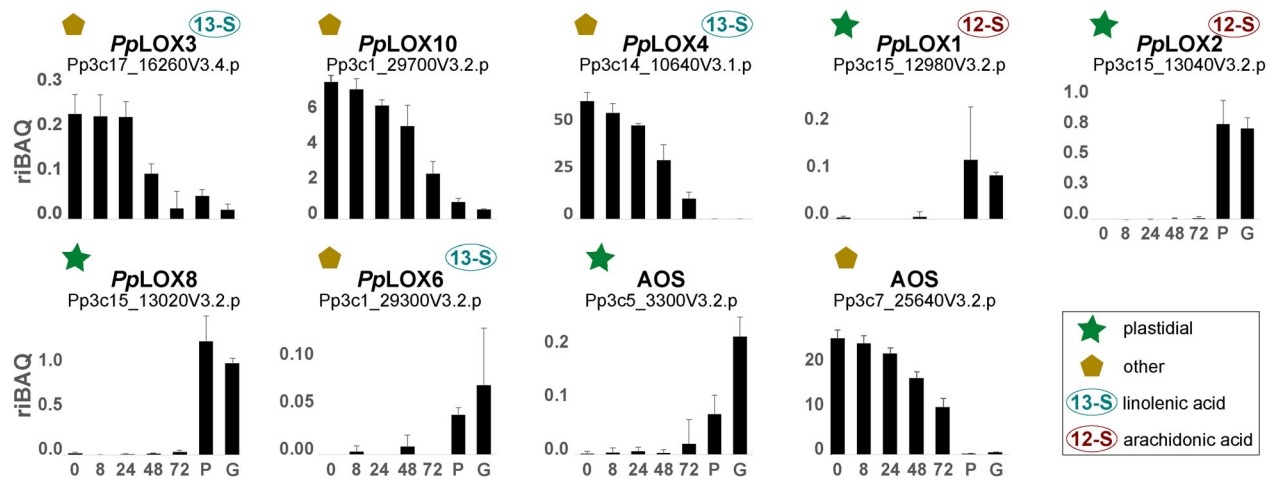 13-S
PpLOX3
Pp3c17_16260V3.4.p
riBAQ
0.3
0.2
0.1
0.0
PpLOX10
Pp3c1_29700V3.2.p
6
4
2
0
13-S
PpLOX4
Pp3c14_10640V3.1.p
50
25
0
12-S
PpLOX1
Pp3c15_12980V3.2.p
0.2
0.1
0.0
12-S
PpLOX2
Pp3c15_13040V3.2.p
1.0
0.8
0.5
0.3
0.0
0 8 24 48 72 P G
PpLOX8
Pp3c15_13020V3.2.p
riBAQ
1.0
0.5
0.0
0 8 24 48 72 P G
13-S
PpLOX6
Pp3c1_29300V3.2.p
0.10
0.05
0.00
0 8 24 48 72 P G
AOS
Pp3c5_3300V3.2.p
0.2
0.1
0.0
0 8 24 48 72 P G
AOS
Pp3c7_25640V3.2.p
20
10
0
0 8 24 48 72 P G
plastidial
other
13-S linolenic acid
12-S arachidonic acid